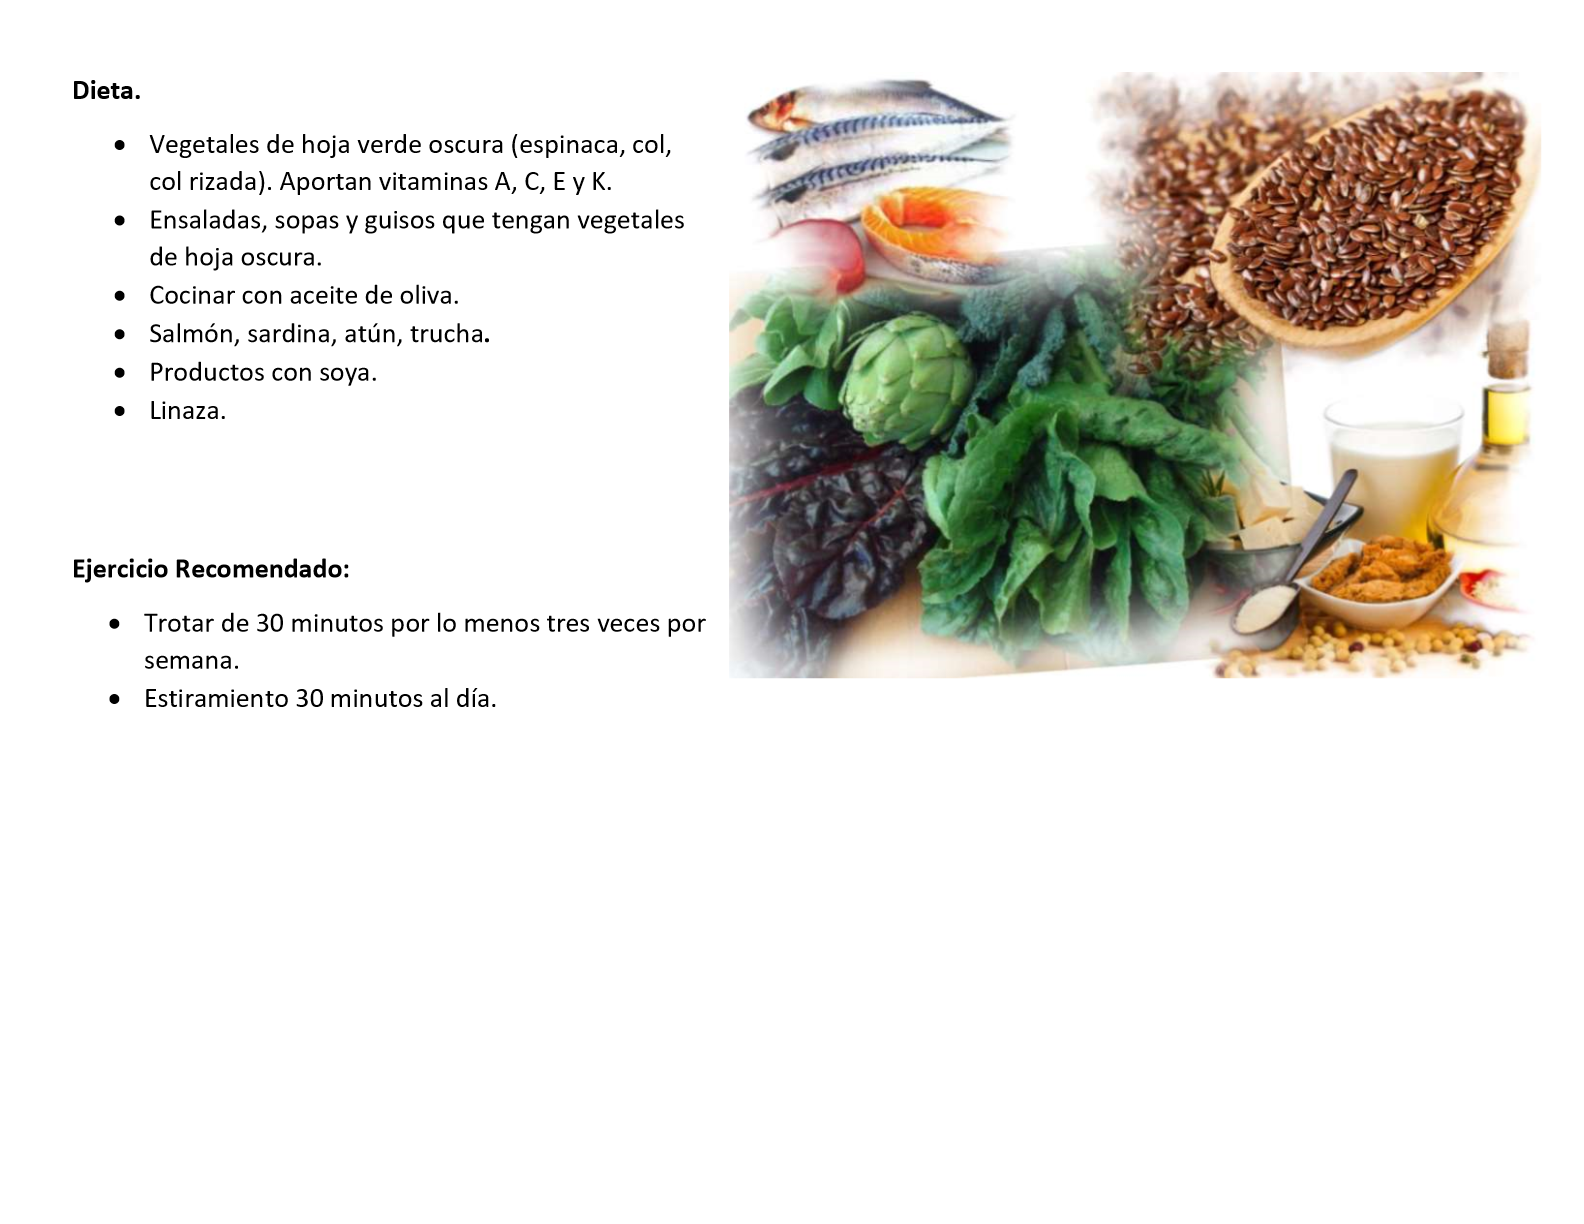 Dieta.
• Vegetales de hoja verde oscura (espinaca, col,
col rizada). Aportan vitaminas A, C, E y K.
• Ensaladas, sopas y guisos que tengan vegetales
de hoja oscura.
• Cocinar con aceite de oliva.
• Salmón, sardina, atún, trucha.
• Productos con soya.
• Linaza.
Ejercicio Recomendado:
• Trotar de 30 minutos por lo menos tres veces por
semana.
• Estiramiento 30 minutos al día.